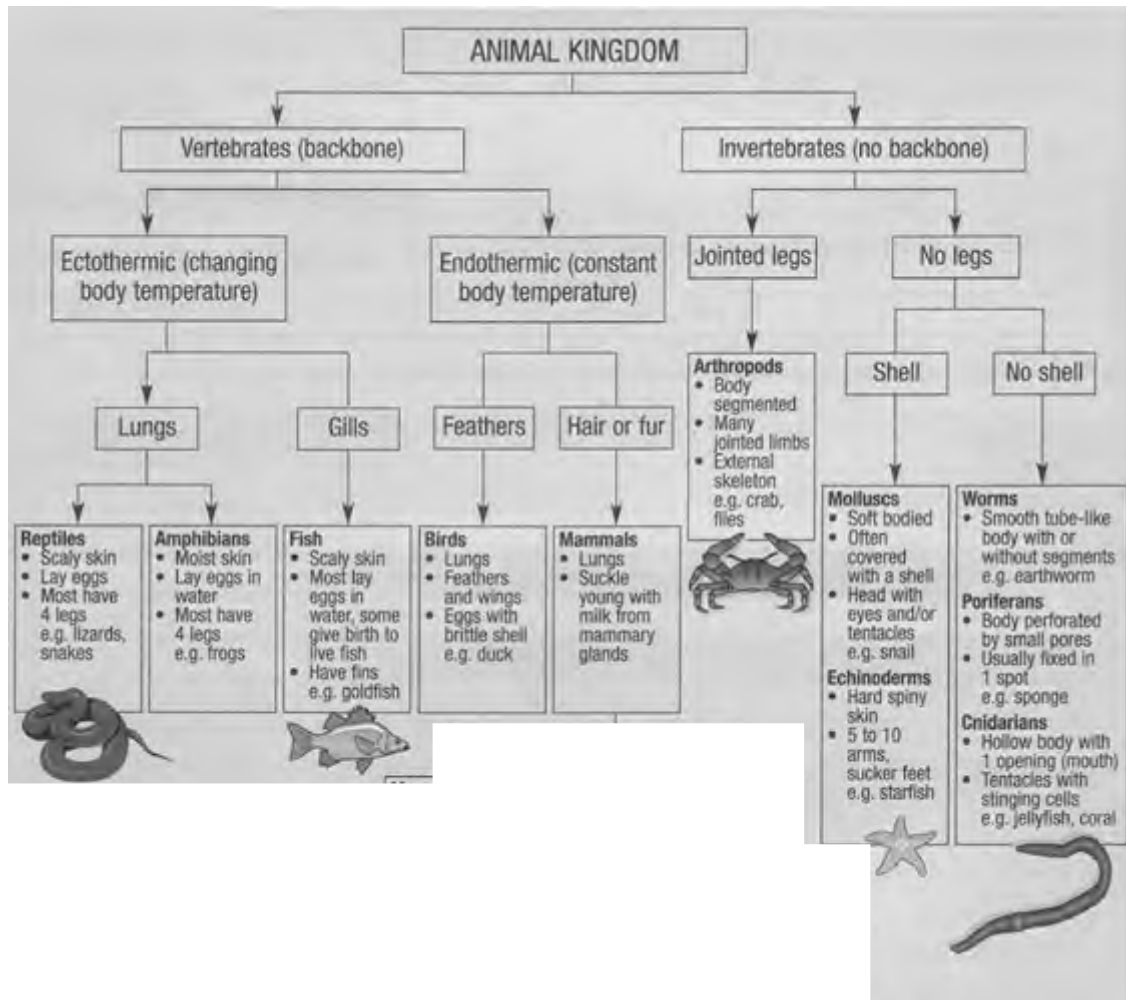 ANIMAL KINGDOM
Vertebrates (backbone)
Invertebrates (no backbone)
Ectothermic (changing
body temperature)
Endothermic (constant
body temperature)
Jointed legs
No legs
Lungs
Gills
Feathers
Hair or fur
Shell
No shell
Reptiles
• Scaly skin
• Lay eggs
• Most have
4 legs
e.g. lizards,
snakes
Amphibians
• Moist skin
• Lay eggs in
water
• Most have
4 legs
e.g. frogs
Fish
• Scaly skin
• Most lay
eggs in
water, some
give birth to
live fish
• Have fins
e.g. goldfish
Birds
• Lungs
• Feathers
and wings
• Eggs with
brittle shell
e.g. duck
Mammals
• Lungs
• Suckle
young with
milk from
mammary
glands
Arthropods
• Body
segmented
• Many
jointed limbs
• External
skeleton
e.g. crab,
flies
Molluscs
• Soft bodied
• Often
covered
with a shell
• Head with
eyes and/or
tentacles
e.g. snail
Echinoderms
• Hard spiny
skin
• 5 to 10
arms,
sucker feet
e.g. starfish
Worms
• Smooth tube-like
body with or
without segments
e.g. earthworm
Poriferans
• Body perforated
by small pores
• Usually fixed in
1 spot
e.g. sponge
Cnidarians
• Hollow body with
1 opening (mouth)
• Tentacles with
stinging cells
e.g. jellyfish, coral